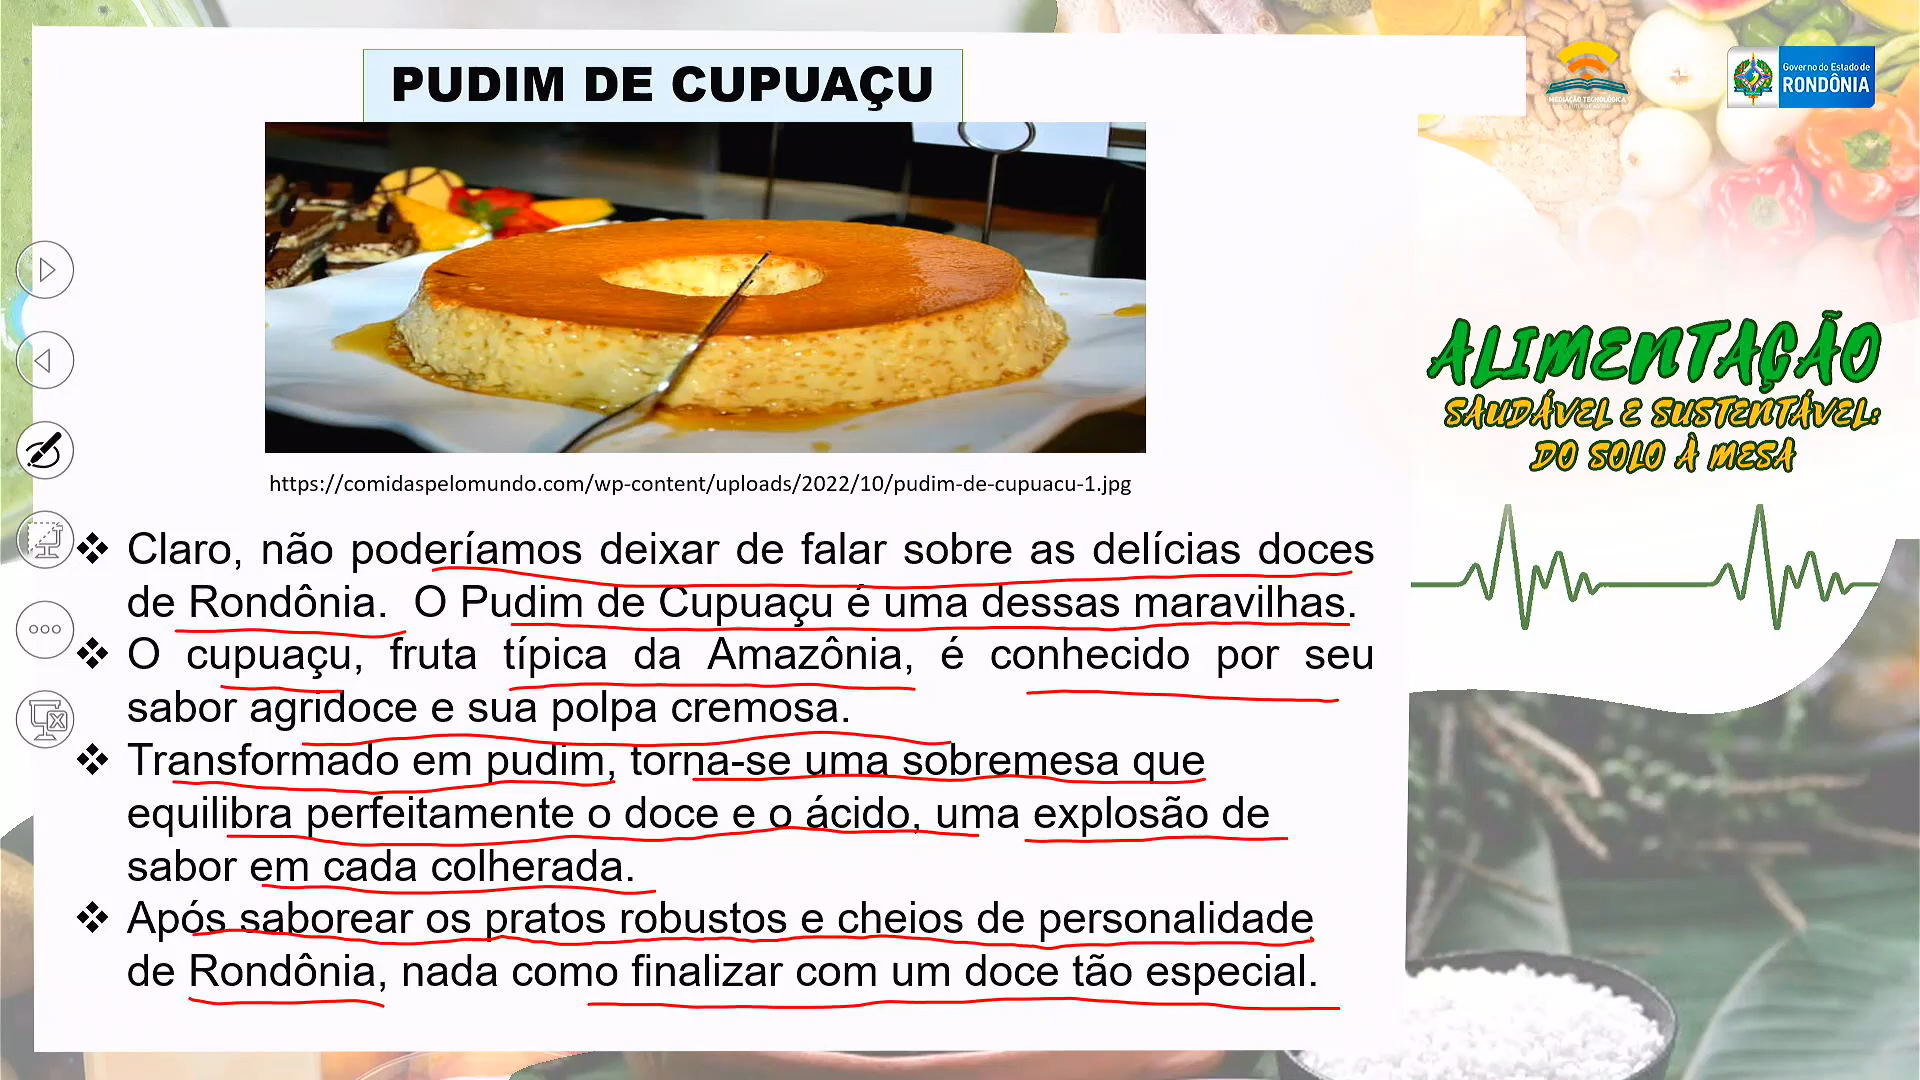 PUDIM DE CUPUAÇU
MEDIAÇÃO TECNOLÓGICA
Governo do Estado de
RONDÔNIA
https://comidaspelomundo.com/wp-content/uploads/2022/10/pudim-de-cupuacu-1.jpg
ALIMENTAÇÃO
SAUDÁVEL E SUSTENTÁVEL:
DO SOLO À MESA
❖ Claro, não poderíamos deixar de falar sobre as delícias doces
de Rondônia. O Pudim de Cupuaçu é uma dessas maravilhas.
❖ O cupuaçu, fruta típica da Amazônia, é conhecido por seu
sabor agridoce e sua polpa cremosa.
❖ Transformado em pudim, torna-se uma sobremesa que
equilibra perfeitamente o doce e o ácido, uma explosão de
sabor em cada colherada.
❖ Após saborear os pratos robustos e cheios de personalidade
de Rondônia, nada como finalizar com um doce tão especial.